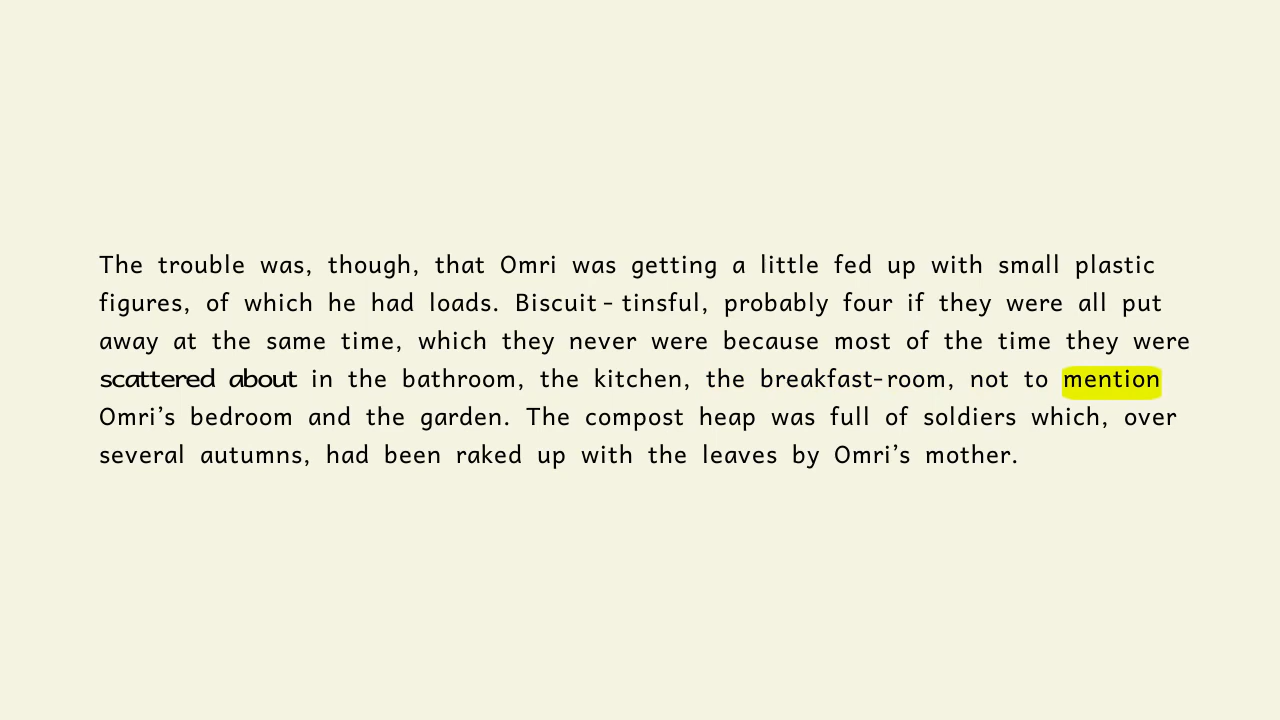 The trouble was, though, that Omri was getting a little fed up with small plastic
figures, of which he had loads. Biscuit - tinsful, probably four if they were all put
away at the same time, which they never were because most of the time they were
scattered about in the bathroom, the kitchen, the breakfast-room, not to mention
Omri’s bedroom and the garden. The compost heap was full of soldiers which, over
several autumns, had been raked up with the leaves by Omri’s mother.